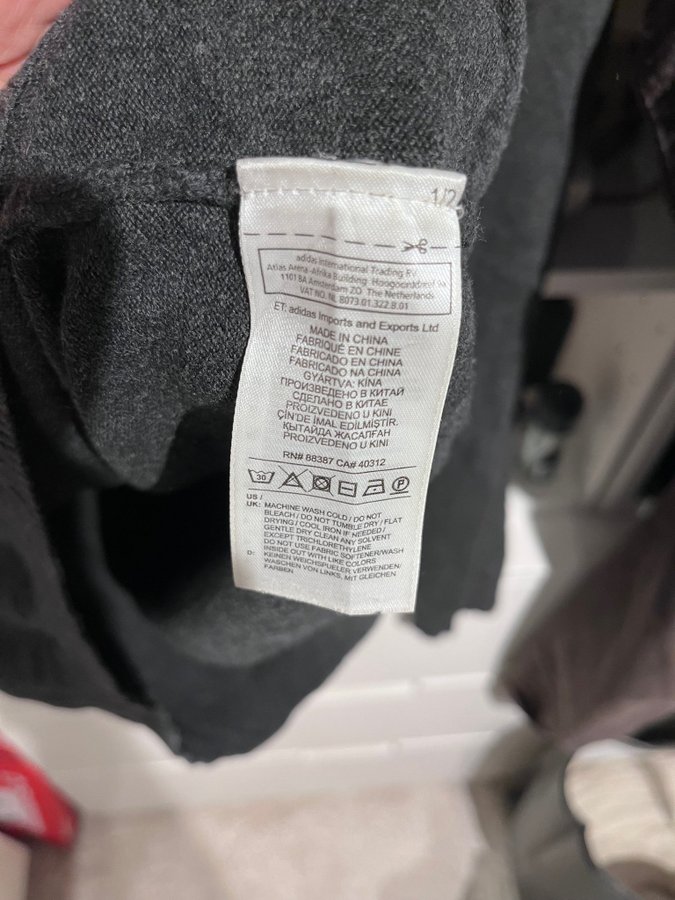 1/2
adidas International Trading B.V.
Atlas Arena-Afrika Building Hoogoorddreef 9a
1101 BA Amsterdam ZO The Netherlands
VAT NO. NL 8073.01.322.B.01
ET: adidas Imports and Exports Ltd
MADE IN CHINA
FABRIQUÉ EN CHINE
FABRICADO EN CHINA
FABRICADO NA CHINA
GYÁRTVA: KÍNA
ПРОИЗВЕДЕНО В КИТАЙ
СДЕЛАНО В КИТАЕ
PROIZVEDENO U KINI
ÇİN'DE İMAL EDİLMİŞTİR.
ҚЫТАЙДА ЖАСАЛҒАН
PROIZVEDENO U KINI
RN# 88387 CA# 40312
30 P
US /
UK: MACHINE WASH COLD / DO NOT
BLEACH / DO NOT TUMBLE DRY / FLAT
DRYING / COOL IRON IF NEEDED /
GENTLE DRY CLEAN ANY SOLVENT
EXCEPT TRICHLORETHYLENE
DO NOT USE FABRIC SOFTENER/WASH
INSIDE OUT WITH LIKE COLORS
D: KEINEN WEICHSPUELER VERWENDEN/
WASCHEN VON LINKS, MIT GLEICHEN
FARBEN